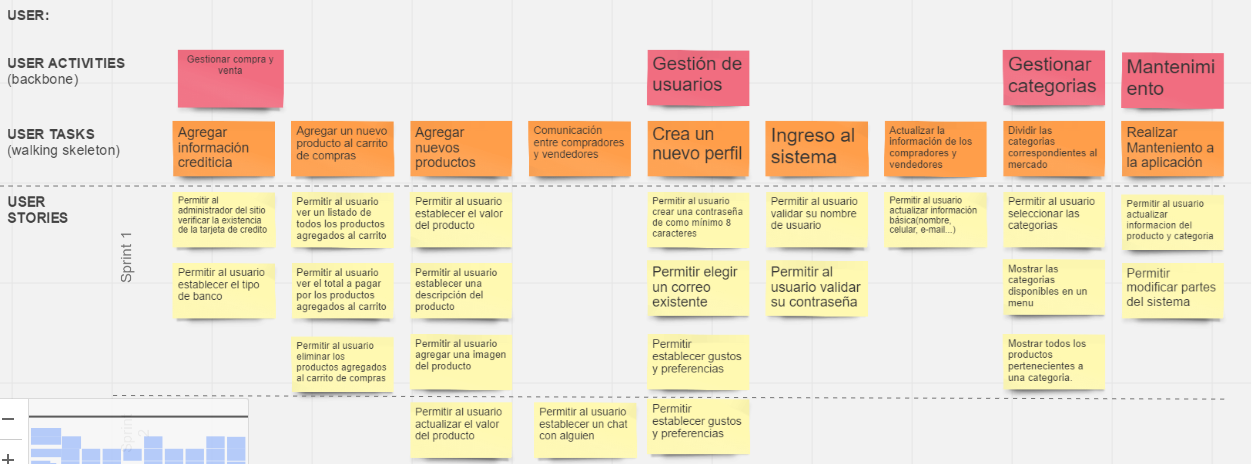 USER:
USER ACTIVITIES
(backbone)
Gestionar compra y
venta
Gestión de
usuarios
Gestionar
categorias
Mantenimi
ento
USER TASKS
(walking skeleton)
Agregar
información
crediticia
Agregar un nuevo
producto al carrito
de compras
Agregar
nuevos
productos
Comunicación
entre compradores
y vendedores
Crea un
nuevo perfil
Ingreso al
sistema
Actualizar la
información de los
compradores y
vendedores
Dividir las
categorias
correspondientes al
mercado
Realizar
Manteniento a
la aplicación
USER
STORIES
Sprint 1
Permitir al
administrador del sitio
verificar la existencia
de la tarjeta de credito
Permitir al usuario
ver un listado de
todos los productos
agregados al carrito
Permitir al usuario
establecer el valor
del producto
Permitir al usuario
crear una contraseña
de como mínimo 8
caracteres
Permitir al usuario
validar su nombre
de usuario
Permitir al usuario
actualizar información
básica(nombre,
celular, e-mail...)
Permitir al usuario
seleccionar las
categorias
Permitir al usuario
actualizar
informacion del
producto y categoria
Permitir al usuario
establecer el tipo
de banco
Permitir al usuario
ver el total a pagar
por los productos
agregados al carrito
Permitir al usuario
establecer una
descripción del
producto
Permitir elegir
un correo
existente
Permitir al
usuario validar
su contraseña
Mostrar las
categorias
disponibles en un
menu
Permitir
modificar partes
del sistema
Permitir al usuario
eliminar los
productos agregados
al carrito de compras
Permitir al usuario
agregar una imagen
del producto
Permitir
establecer gustos
y preferencias
Mostrar todos los
productos
pertenecientes a
una categoría.
Sprint
2
Permitir al usuario
actualizar el valor
del producto
Permitir al usuario
establecer un chat
con alguien
Permitir
establecer gustos
y preferencias